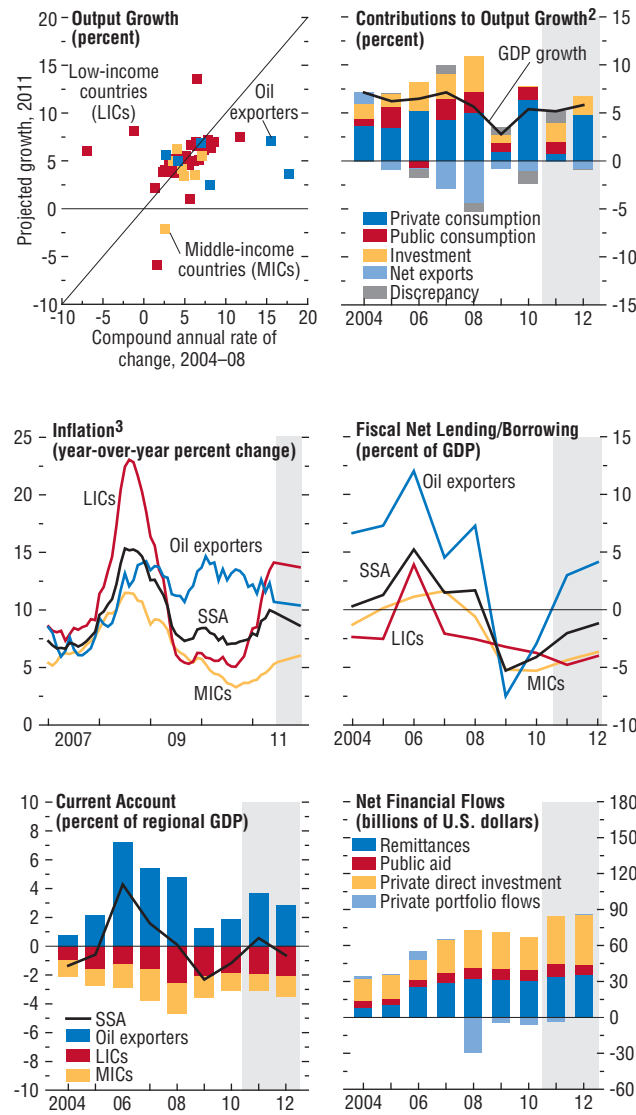 Output Growth
(percent)
20
15
10
5
0
-5
-10
-10
-5
0
5
10
15
20
Projected growth, 2011
Low-income
countries
(LICs)
Oil
exporters
Middle-income
countries (MICs)
Compound annual rate of
change, 2004–08
Contributions to Output Growth²
(percent)
GDP growth
Private consumption
Public consumption
Investment
Net exports
Discrepancy
15
10
5
0
-5
-10
-15
2004
06
08
10
12
Inflation³
(year-over-year percent change)
25
20
15
10
5
0
LICs
Oil exporters
SSA
MICs
2007
09
11
Fiscal Net Lending/Borrowing
(percent of GDP)
Oil exporters
SSA
LICs
MICs
15
10
5
0
-5
-10
2004
06
08
10
12
Current Account
(percent of regional GDP)
10
8
6
4
2
0
-2
-4
-6
-8
-10
SSA
Oil exporters
LICs
MICs
2004
06
08
10
12
Net Financial Flows
(billions of U.S. dollars)
Remittances
Public aid
Private direct investment
Private portfolio flows
180
150
120
90
60
30
0
-30
-60
2004
06
08
10
12